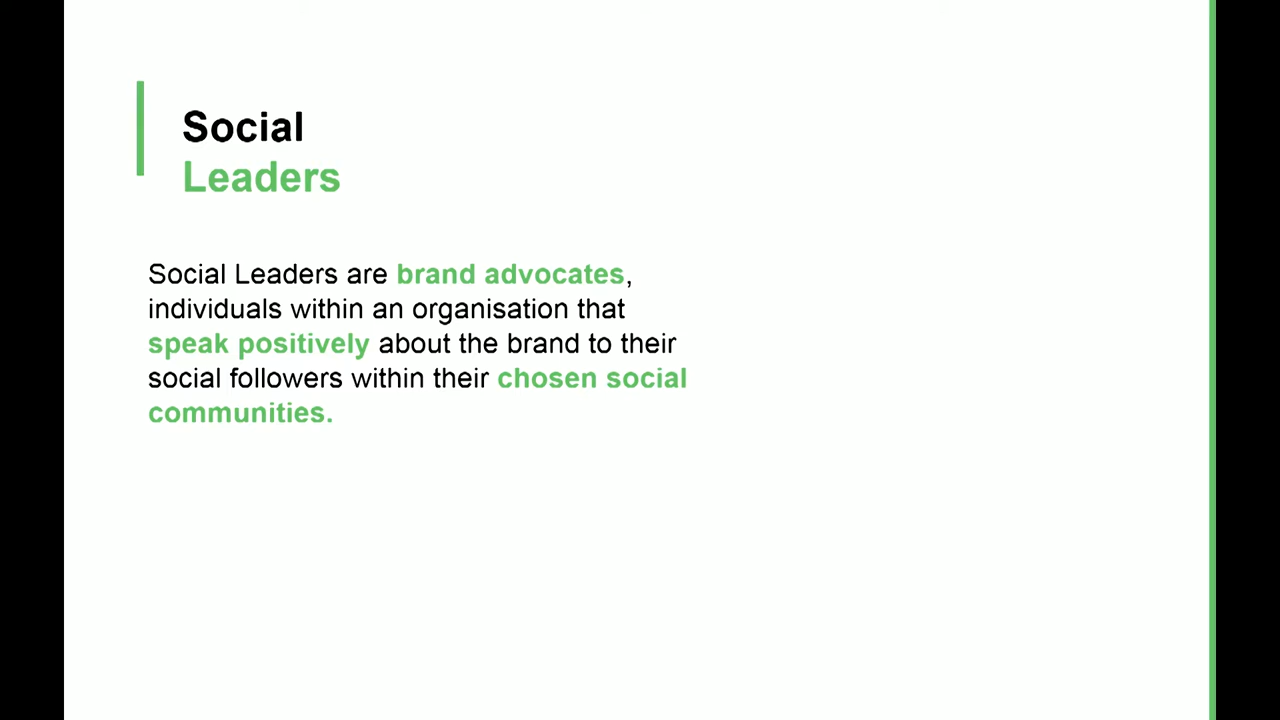 Social
Leaders
Social Leaders are brand advocates,
individuals within an organisation that
speak positively about the brand to their
social followers within their chosen social
communities.